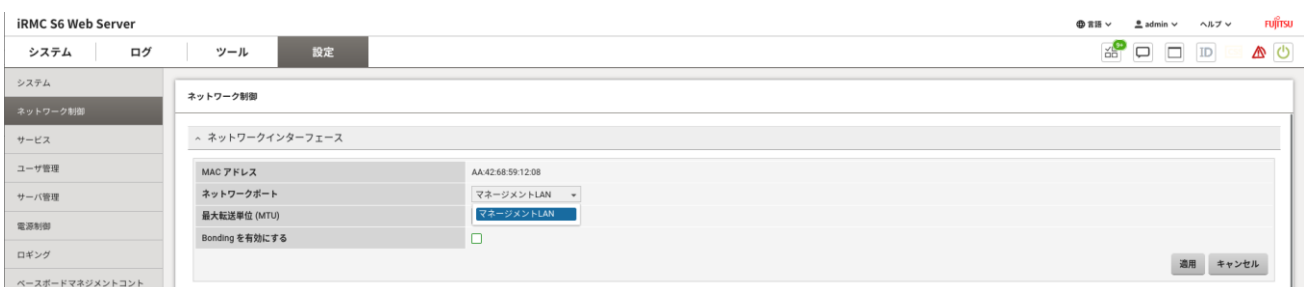 iRMC S6 Web Server
言語 admin ヘルプ FUJITSU
システム ログ ツール 設定
9+ ID
システム
ネットワーク制御
サービス
ユーザ管理
サーバ管理
電源制御
ロギング
ベースボードマネジメントコント
ネットワーク制御
ネットワークインターフェース
MAC アドレス AA:42:68:59:12:08
ネットワークポート マネージメントLAN
最大転送単位 (MTU) マネージメントLAN
Bonding を有効にする
適用 キャンセル